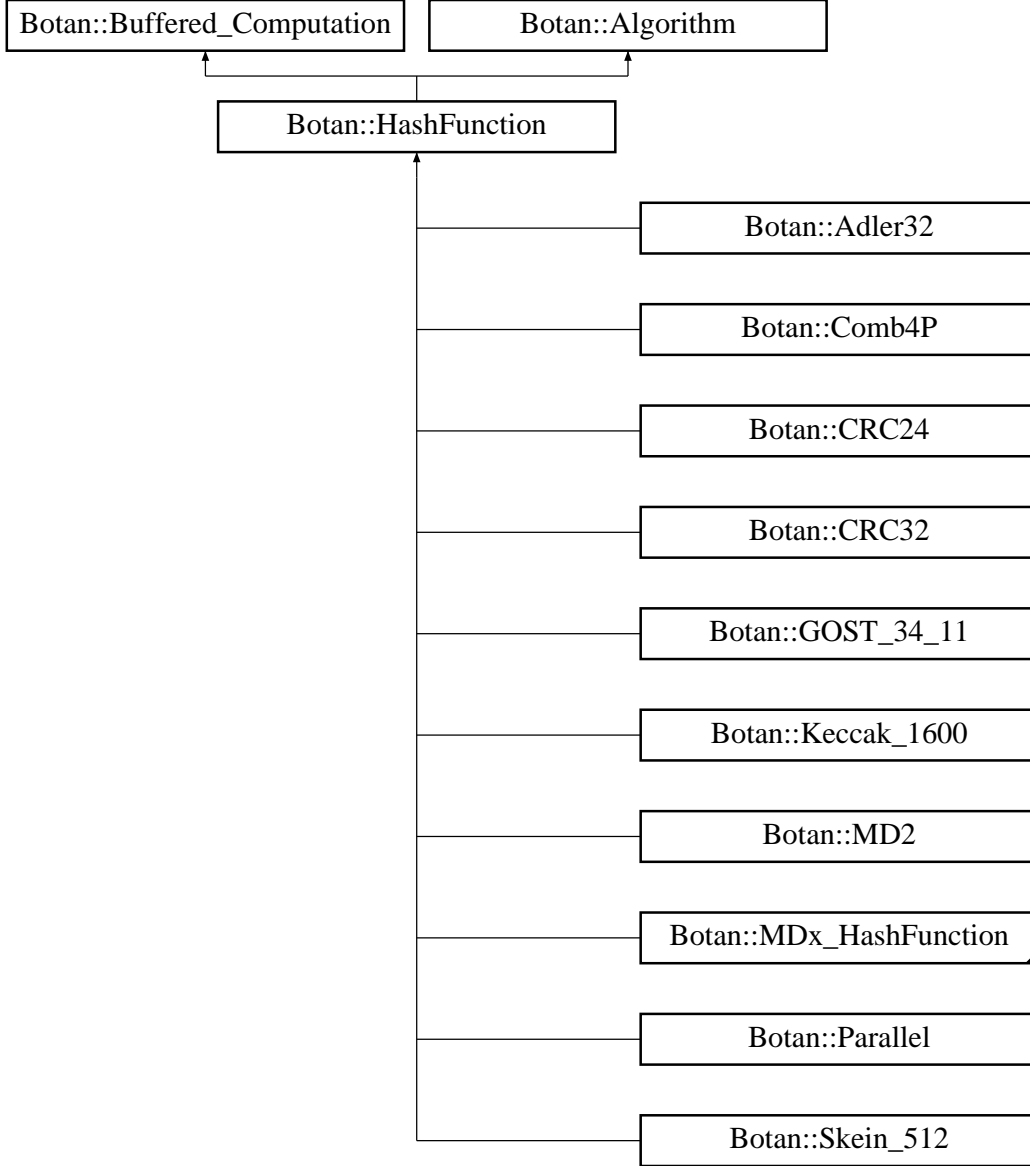 Botan::Buffered_Computation
Botan::Algorithm
Botan::HashFunction
Botan::Adler32
Botan::Comb4P
Botan::CRC24
Botan::CRC32
Botan::GOST_34_11
Botan::Keccak_1600
Botan::MD2
Botan::MDx_HashFunction
Botan::Parallel
Botan::Skein_512